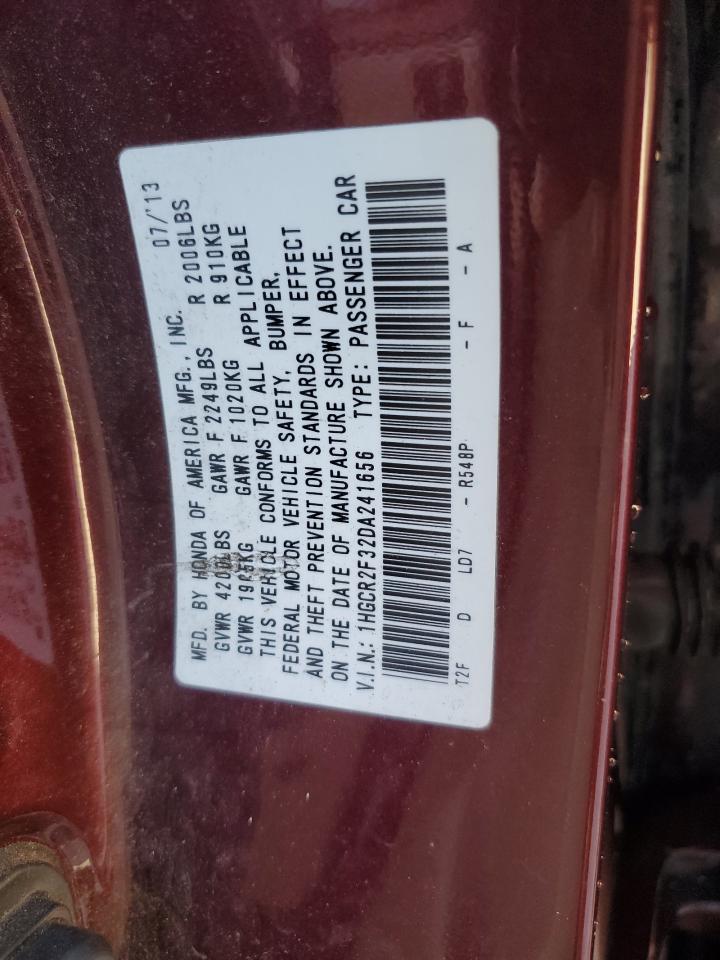 MFD. BY HONDA OF AMERICA MFG., INC. 07/'13
GVWR LBS GAWR F 2249LBS R 2006LBS
GVWR GAWR F 1020KG R 910KG
THIS VEHICLE CONFORMS TO ALL APPLICABLE
FEDERAL MOTOR VEHICLE SAFETY, BUMPER,
AND THEFT PREVENTION STANDARDS IN EFFECT
ON THE DATE OF MANUFACTURE SHOWN ABOVE.
V.I.N.: 1HGCR2F32DA241656 TYPE: PASSENGER CAR
T2F D LD7 - R548P - F - A